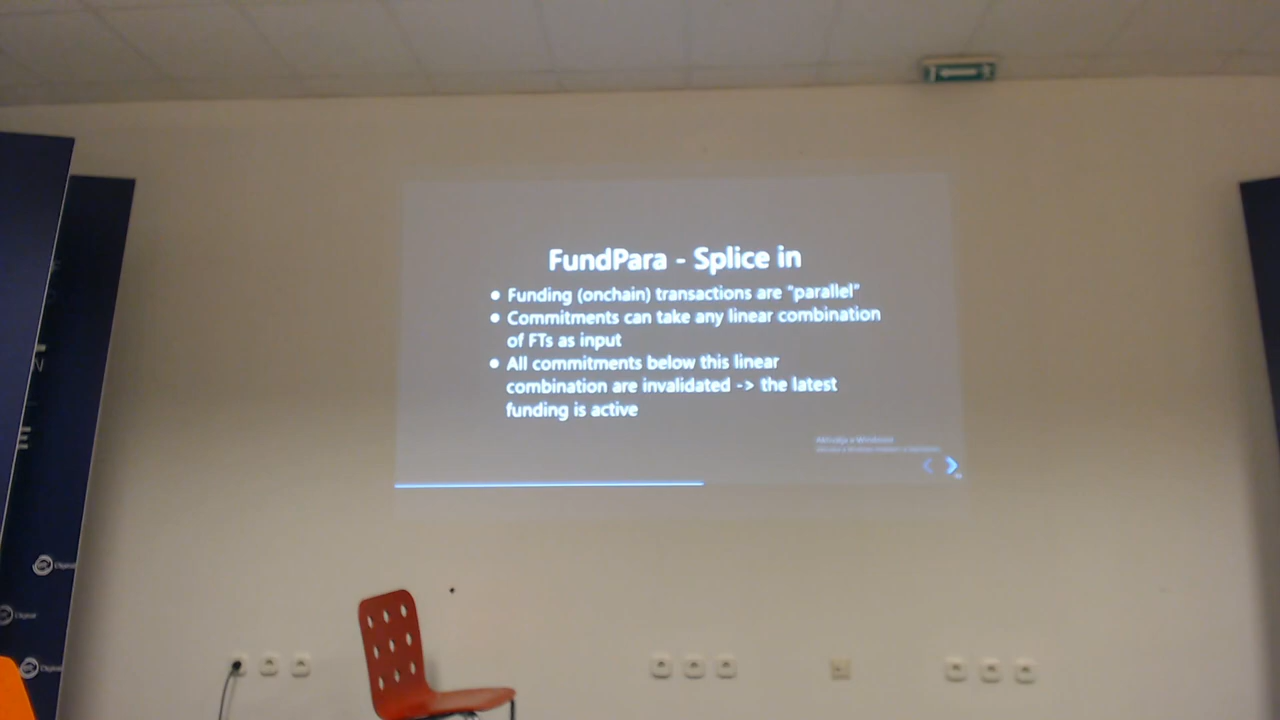 FundPara - Splice in
• Funding (onchain) transactions are "parallel"
• Commitments can take any linear combination
of FTs as input
• All commitments below this linear
combination are invalidated -> the latest
funding is active